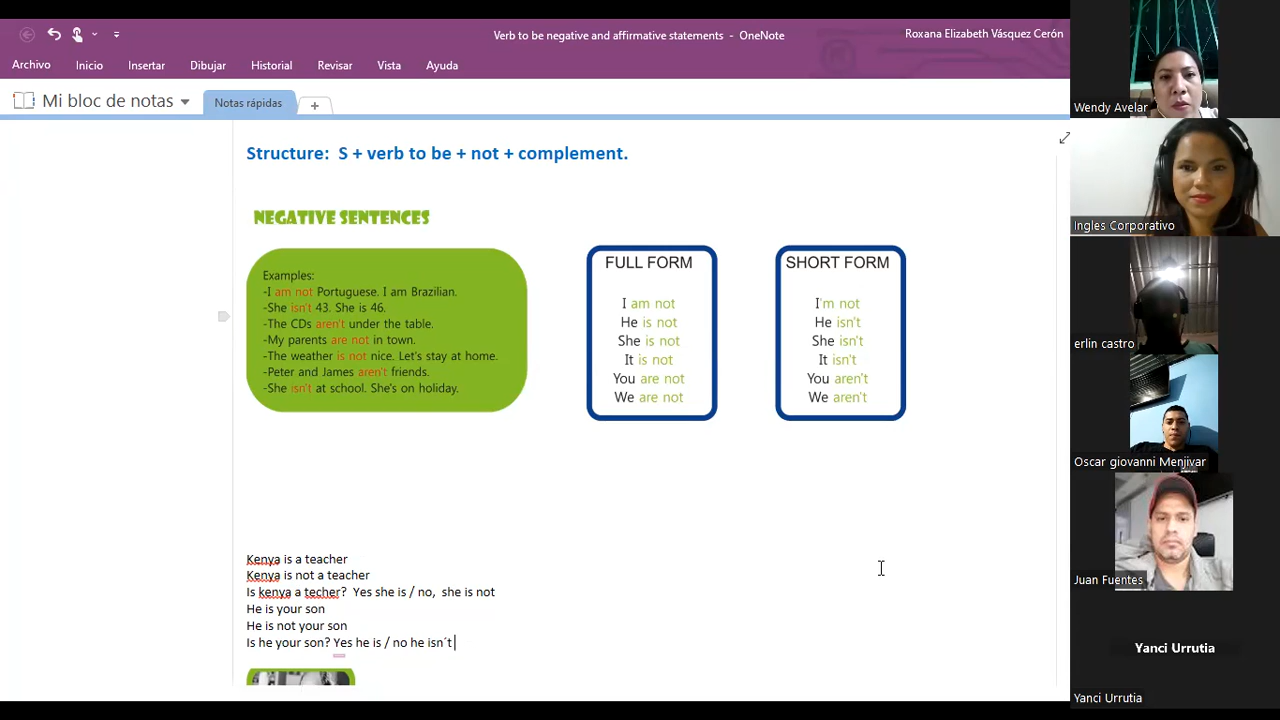 Verb to be negative and affirmative statements - OneNote
Roxana Elizabeth Vásquez Cerón
Archivo
Inicio
Insertar
Dibujar
Historial
Revisar
Vista
Ayuda
Mi bloc de notas
Notas rápidas
Structure: S + verb to be + not + complement.
NEGATIVE SENTENCES
Examples:
-I am not Portuguese. I am Brazilian.
-She isn't 43. She is 46.
-The CDs aren't under the table.
-My parents are not in town.
-The weather is not nice. Let's stay at home.
-Peter and James aren't friends.
-She isn't at school. She's on holiday.
FULL FORM
I am not
He is not
She is not
It is not
You are not
We are not
SHORT FORM
I'm not
He isn't
She isn't
It isn't
You aren't
We aren't
Kenya is a teacher
Kenya is not a teacher
Is kenya a techer? Yes she is / no, she is not
He is your son
He is not your son
Is he your son? Yes he is / no he isn´t
Wendy Avelar
Ingles Corporativo
erlin castro
Oscar giovanni Menjivar
Juan Fuentes
Yanci Urrutia
Yanci Urrutia